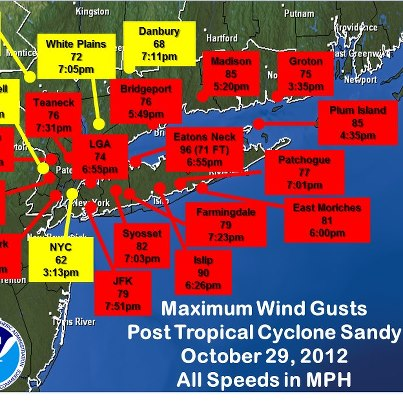 Kingston
Putnam
Danbury
68
7:11pm
Hartford
Providence
White Plains
72
7:05pm
Madison
85
5:20pm
Groton
75
3:35pm
Newport
Teaneck
76
7:31pm
Bridgeport
76
5:49pm
Plum Island
85
4:35pm
LGA
74
6:55pm
Eatons Neck
96 (71 FT)
6:55pm
Patchogue
77
7:01pm
East Moriches
81
6:00pm
Farmingdale
79
7:23pm
Syosset
82
7:03pm
Islip
90
6:26pm
NYC
62
3:13pm
JFK
79
7:51pm
Maximum Wind Gusts
Post Tropical Cyclone Sandy
October 29, 2012
All Speeds in MPH